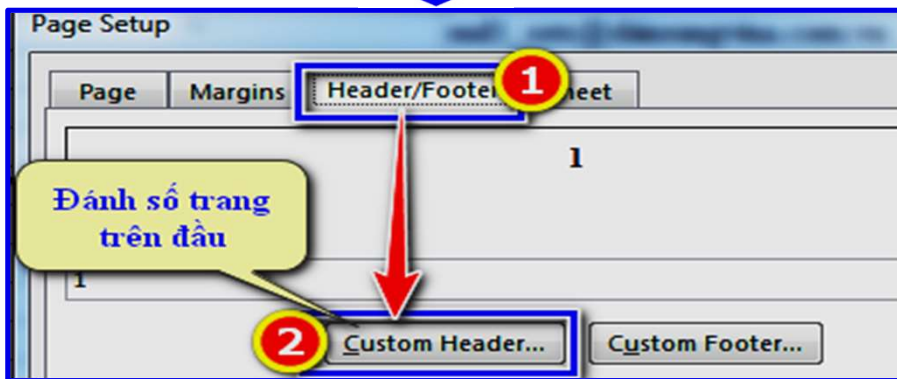 Page Setup
Page Margins Header/Footer 1
1
Đánh số trang
trên đầu
1
2 Custom Header... Custom Footer...